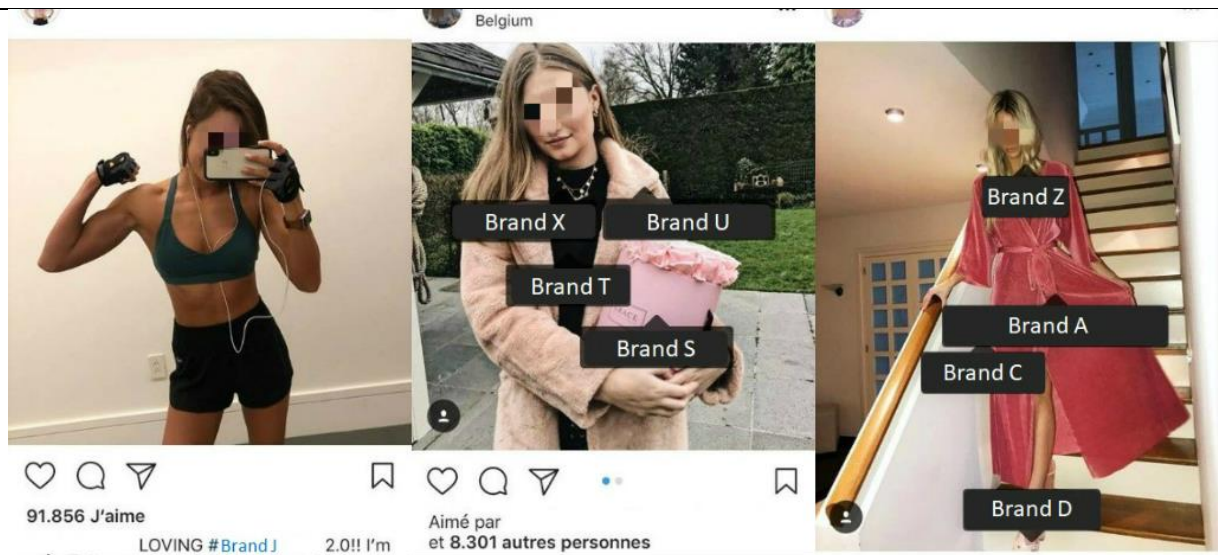 Belgium
Brand X
Brand U
Brand T
Brand S
Brand Z
Brand A
Brand C
Brand D
91.856 J'aime
LOVING #Brand J 2.0!! I'm
Aimé par
et 8.301 autres personnes